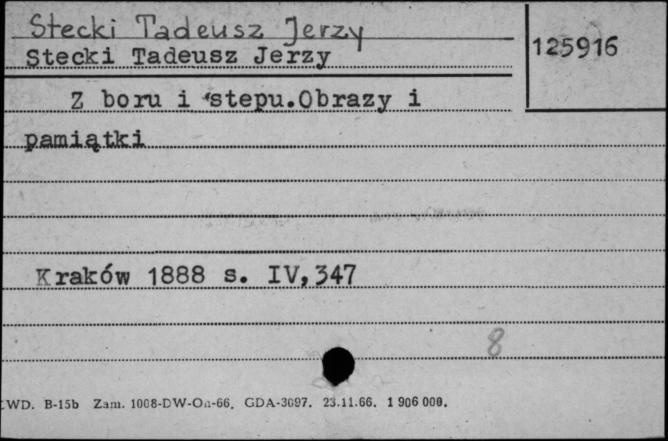 Stecki Tadeusz Jerzy
125916
Stecki Tadeusz Jerzy
Z boru i stepu. Obrazy i
pamiątki
Kraków 1888 s. IV, 347
8
WD. B-15b Zam. 1008-DW-On-66. GDA-3097. 23.11.66. 1 906 000.